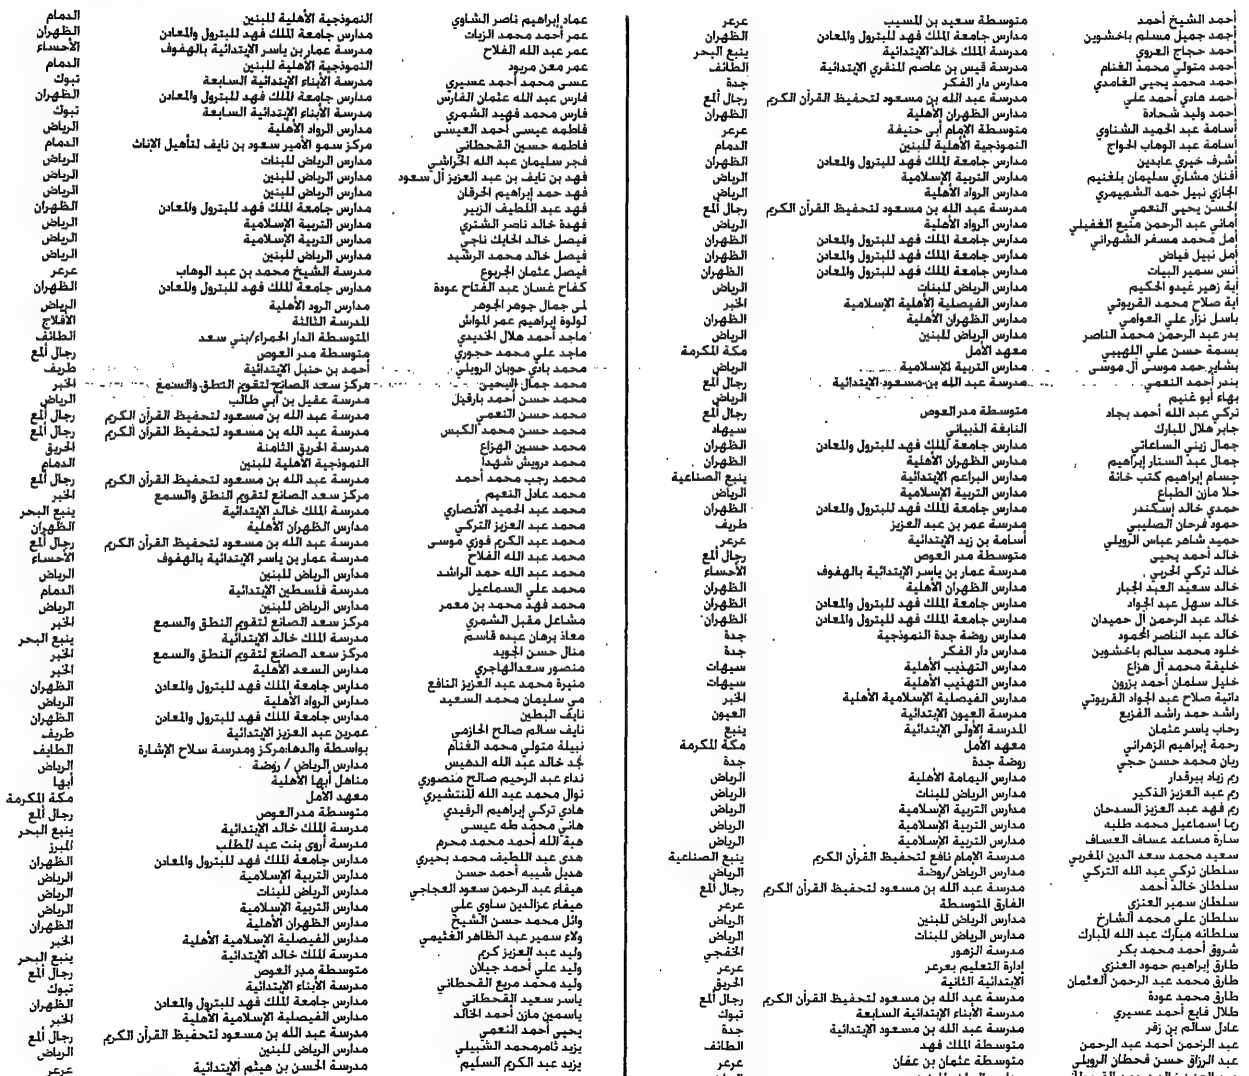 أحمد الشيخ أحمد متوسطة سعيد بن المسيب عرعر
أحمد جميل مسلم باخشوين مدارس جامعة الملك فهد للبترول والمعادن الظهران
أحمد حجاج العروي مدرسة الملك خالد الإبتدائية ينبع البحر
أحمد متولي محمد الغنام مدرسة قيس بن عاصم المنقري الإبتدائية الطائف
أحمد محمد يحيى الغامدي مدارس دار الفكر جدة
أحمد هادي أحمد علي مدرسة عبد الله بن مسعود لتحفيظ القرآن الكريم رجال ألمع
أحمد وليد شحادة مدارس الظهران الأهلية الظهران
أسامة عبد الحميد الشناوي متوسطة الإمام أبي حنيفة عرعر
أسامة عبد الوهاب الحواج النموذجية الأهلية للبنين الدمام
أشرف خيري عابدين مدارس جامعة الملك فهد للبترول والمعادن الظهران
أفنان مشاري سليمان بلغنيم مدارس التربية الإسلامية الرياض
الجازي نبيل حمد الشميمري مدارس الرواد الأهلية الرياض
الحسن يحيى النعمي مدرسة عبد الله بن مسعود لتحفيظ القرآن الكريم رجال ألمع
أماني عبد الرحمن منيع الغفيلي مدارس الرواد الأهلية الرياض
أمل محمد مسفر الشهراني مدارس جامعة الملك فهد للبترول والمعادن الظهران
أمل نبيل فياض مدارس جامعة الملك فهد للبترول والمعادن الظهران
أنس سمير البيات مدارس جامعة الملك فهد للبترول والمعادن الظهران
أية زهير غيدو الحكيم مدارس الرياض للبنات الرياض
أية صلاح محمد القريوتي مدارس الفيصلية الأهلية الإسلامية الخبر
باسل نزار علي العوامي مدارس الظهران الأهلية الظهران
بدر عبد الرحمن محمد الناصر مدارس الرياض للبنين الرياض
بسمة حسن علي اللهيبي معهد الأمل مكة المكرمة
بشاير حمد موسى آل موسى مدارس التربية الإسلامية الرياض
بندر أحمد النعمي مدرسة عبد الله بن مسعود الإبتدائية رجال ألمع
بهاء أبو غنيم الرياض
تركي عبد الله أحمد بجاد متوسطة مدر العوص رجال ألمع
جابر هلال المبارك النابغة الذبياني سيهاد
جمال زيني الساعاتي مدارس جامعة الملك فهد للبترول والمعادن الظهران
جمال عبد الستار إبراهيم مدارس الظهران الأهلية الظهران
حسام إبراهيم كتب خانة مدارس البراعم الإبتدائية ينبع الصناعية
حلا مازن الطباع مدارس التربية الإسلامية الرياض
حمدي خالد إسكندر مدارس جامعة الملك فهد للبترول والمعادن الظهران
حمود فرحان الصليبي مدرسة عمر بن عبد العزيز طريف
حميد شاهر عباس الرويلي أسامة بن زيد الإبتدائية عرعر
خالد أحمد يحيى متوسطة مدر العوص رجال ألمع
خالد تركي الحربي مدرسة عمار بن ياسر الإبتدائية بالهفوف الأحساء
خالد سعيد العبد الجبار مدارس الظهران الأهلية الظهران
خالد سهل عبد الجواد مدارس جامعة الملك فهد للبترول والمعادن الظهران
خالد عبد الرحمن آل حميدان مدارس جامعة الملك فهد للبترول والمعادن الظهران
خالد عبد الناصر المحمود مدارس روضة جدة النموذجية جدة
خلود محمد سالم باخشوين مدارس دار الفكر جدة
خليفة محمد آل هزاع مدارس التهذيب الأهلية سيهات
خليل سلمان أحمد بزرون مدارس التهذيب الأهلية سيهات
دانية صلاح عبد الجواد القريوتي مدارس الفيصلية الإسلامية الأهلية الخبر
راشد حمد راشد الفزيع مدرسة العيون الإبتدائية العيون
رحاب ياسر عثمان المدرسة الأولى الإبتدائية ينبع
رحمة إبراهيم الزهراني معهد الأمل مكة المكرمة
ريان محمد حسن حجي روضة جدة جدة
ريم زياد بيرقدار مدارس اليمامة الأهلية الرياض
ريم عبد العزيز الذكير مدارس الرياض للبنات الرياض
ريم فهد عبد العزيز السدحان مدارس التربية الإسلامية الرياض
ريما إسماعيل محمد طلبه مدارس التربية الإسلامية الرياض
سارة مساعد عساف العساف مدارس التربية الإسلامية الرياض
سعيد محمد سعد الدين المغربي مدرسة الإمام نافع لتحفيظ القرآن الكريم ينبع الصناعية
سلطان تركي عبد الله التركي مدارس الرياض/روضة الرياض
سلطان خالد أحمد مدرسة عبد الله بن مسعود لتحفيظ القرآن الكريم رجال ألمع
سلطان سمير العنزي الفارق المتوسطة عرعر
سلطان علي محمد الشارخ مدارس الرياض للبنين الرياض
سلطانه مبارك عبد الله المبارك مدارس الرياض للبنات الرياض
شروق أحمد محمد بكر مدرسة الزهور الخفجي
طارق إبراهيم حمود العنزي إدارة التعليم بعرعر عرعر
طارق محمد عبد الرحمن العثمان الإبتدائية الثانية الحريق
طارق محمد عودة مدرسة عبد الله بن مسعود لتحفيظ القرآن الكريم رجال ألمع
طلال فايع أحمد عسيري مدرسة الأبناء الإبتدائية السابعة تبوك
عادل سالم بن زقر مدرسة عبد الله بن مسعود الإبتدائية جدة
عبد الرحمن أحمد عبد الرحمن متوسطة الملك فهد الطائف
عبد الرزاق حسن قحطان الرويلي متوسطة عثمان بن عفان عرعر
عماد إبراهيم ناصر الشاوي النموذجية الأهلية للبنين الدمام
عمر أحمد محمد الزيات مدارس جامعة الملك فهد للبترول والمعادن الظهران
عمر عبد الله الفلاح مدرسة عمار بن ياسر الإبتدائية بالهفوف الأحساء
عمر معن مربود النموذجية الأهلية للبنين الدمام
عسى محمد أحمد عسيري مدرسة الأبناء الإبتدائية السابعة تبوك
فارس عبد الله عثمان الفارس مدارس جامعة الملك فهد للبترول والمعادن الظهران
فارس محمد فهيد الشمري مدرسة الأبناء الإبتدائية السابعة تبوك
فاطمه عيسى أحمد العيسى مدارس الرواد الأهلية الرياض
فاطمه حسين القحطاني مركز سمو الأمير سعود بن نايف لتأهيل الإناث الدمام
فجر سليمان عبد الله الخراشي مدارس الرياض للبنات الرياض
فهد بن نايف بن عبد العزيز آل سعود مدارس الرياض للبنين الرياض
فهد حمد إبراهيم الحرقان مدارس الرياض للبنين الرياض
فهد عبد اللطيف الزبير مدارس جامعة الملك فهد للبترول والمعادن الظهران
فهدة خالد ناصر الشثري مدارس التربية الإسلامية الرياض
فيصل خالد الحايك ناجي مدارس التربية الإسلامية الرياض
فيصل خالد محمد الرشيد مدارس الرياض للبنين الرياض
فيصل عثمان الجربوع مدرسة الشيخ محمد بن عبد الوهاب عرعر
كفاح غسان عبد الفتاح عودة مدارس جامعة الملك فهد للبترول والمعادن الظهران
لمى جمال جوهر الجوهر مدارس الرود الأهلية الرياض
لولوة إبراهيم عمر المواش المدرسة الثالثة الأفلاج
ماجد أحمد هلال الحديدي المتوسطة الدار الحمراء/بني سعد الطائف
ماجد علي محمد حجوري متوسطة مدر العوص رجال ألمع
محمد بادي حوبان الرويلي أحمد بن حنبل الإبتدائية طريف
محمد جمال البحين مركز سعد الصانع لتقويم النطق والسمع الخبر
محمد حسن أحمد بارقيل مدرسة عقيل بن أبي طالب الرياض
محمد حسن النعمي مدرسة عبد الله بن مسعود لتحفيظ القرآن الكريم رجال ألمع
محمد حسن محمد الكبس مدرسة عبد الله بن مسعود لتحفيظ القرآن الكريم رجال ألمع
محمد حسين الهزاع مدرسة الحريق الثامنة الحريق
محمد درويش شهدا النموذجية الأهلية للبنين الدمام
محمد رجب محمد أحمد مدرسة عبد الله بن مسعود لتحفيظ القرآن الكريم رجال ألمع
محمد عادل النعيم مركز سعد الصانع لتقويم النطق والسمع الخبر
محمد عبد الحميد الأنصاري مدرسة الملك خالد الإبتدائية ينبع البحر
محمد عبد العزيز التركي مدارس الظهران الأهلية الظهران
محمد عبد الكريم فوزي موسى مدرسة عبد الله بن مسعود لتحفيظ القرآن الكريم رجال ألمع
محمد عبد الله الفلاح مدرسة عمار بن ياسر الإبتدائية بالهفوف الأحساء
محمد عبد الله حمد الراشد مدارس الرياض للبنين الرياض
محمد علي السماعيل مدرسة فلسطين الإبتدائية الدمام
محمد فهد محمد بن معمر مدارس الرياض للبنين الرياض
مشاعل مقبل الشمري مركز سعد الصانع لتقويم النطق والسمع الخبر
معاذ برهان عبده قاسم مدرسة الملك خالد الإبتدائية ينبع البحر
منال حسن الجويد مركز سعد الصانع لتقويم النطق والسمع الخبر
منصور سعدالهاجري مدارس السعد الأهلية الخبر
منيرة محمد عبد العزيز النافع مدارس جامعة الملك فهد للبترول والمعادن الظهران
مي سليمان محمد السعيد مدارس الرواد الأهلية الرياض
نايف البطين مدارس جامعة الملك فهد للبترول والمعادن الظهران
نايف سالم صالح الحازمي عمربن عبد العزيز الإبتدائية طريف
نبيلة متولي محمد الغنام بواسطة والدها:مركز ومدرسة سلاح الإشارة الطايف
نجد خالد عبد الله الدهيس مدارس الرياض / روضة الرياض
نداء عبد الرحيم صالح منصوري مناهل أبها الأهلية أبها
نوال محمد عبد الله المنتشيري معهد الأمل مكة المكرمة
هادي تركي إبراهيم الرفيدي متوسطة مدر العوص رجال ألمع
هاني محمد طه عيسى مدرسة الملك خالد الإبتدائية ينبع البحر
هبة الله أحمد محمد محرم مدرسة أروى بنت عبد المطلب المبرز
هدى عبد اللطيف محمد بحيري مدارس جامعة الملك فهد للبترول والمعادن الظهران
هديل شيبه أحمد حسن مدارس التربية الإسلامية الرياض
هيفاء عبد الرحمن سعود العجاجي مدارس الرياض للبنات الرياض
هيفاء عزالدين ساوي علي مدارس التربية الإسلامية الرياض
وائل محمد حسن الشيخ مدارس الظهران الأهلية الظهران
ولاء سمير عبد الظاهر الغثيمي مدارس الفيصلية الإسلامية الأهلية الخبر
وليد عبد العزيز كريم مدرسة الملك خالد الإبتدائية ينبع البحر
وليد علي أحمد جيلان متوسطة مدير العوص رجال ألمع
وليد محمد مريع القحطاني مدرسة الأبناء الإبتدائية تبوك
ياسر سعيد القحطاني مدارس جامعة الملك فهد للبترول والمعادن الظهران
ياسمين مازن أحمد الخالد مدارس الفيصلية الإسلامية الأهلية الخبر
يحيى أحمد النعمي مدرسة عبد الله بن مسعود لتحفيظ القرآن الكريم رجال ألمع
يزيد ثامرمحمد الشبيلي مدارس الرياض للبنين الرياض
يزيد عبد الكريم السليم مدرسة الحسن بن هيثم الإبتدائية عرعر